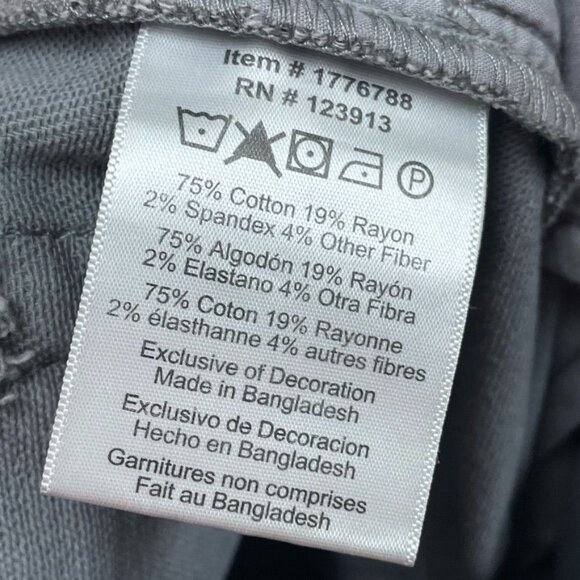 Item # 1776788
RN # 123913
P
75% Cotton 19% Rayon
2% Spandex 4% Other Fiber
75% Algodón 19% Rayón
2% Elastano 4% Otra Fibra
75% Coton 19% Rayonne
2% élasthanne 4% autres fibres
Exclusive of Decoration
Made in Bangladesh
Exclusivo de Decoracion
Hecho en Bangladesh
Garnitures non comprises
Fait au Bangladesh